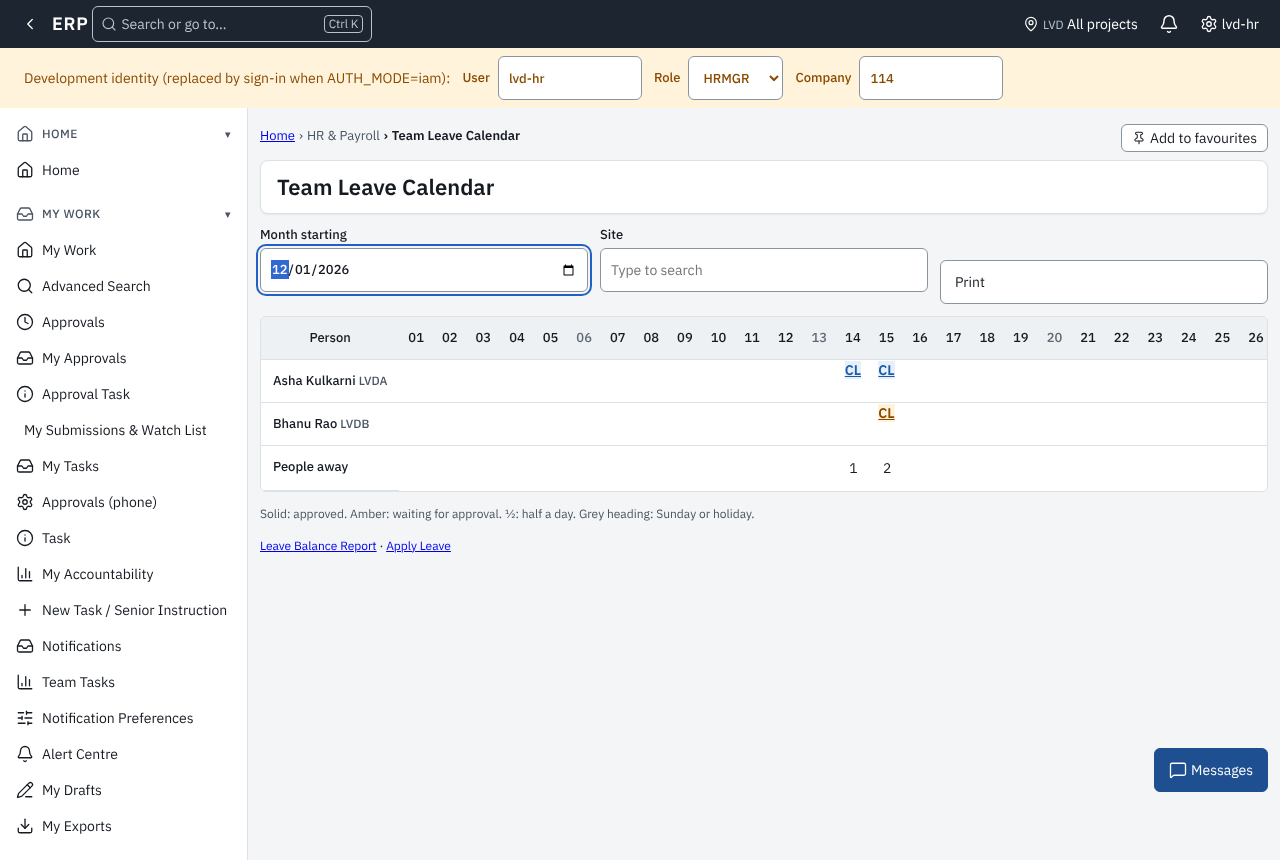 ERP
Search or go to...
Ctrl K
LVD All projects
lvd-hr
Development identity (replaced by sign-in when AUTH_MODE=iam):
User
lvd-hr
Role
HRMGR
Company
114
HOME
Home
MY WORK
My Work
Advanced Search
Approvals
My Approvals
Approval Task
My Submissions & Watch List
My Tasks
Approvals (phone)
Task
My Accountability
New Task / Senior Instruction
Notifications
Team Tasks
Notification Preferences
Alert Centre
My Drafts
My Exports
Home › HR & Payroll › Team Leave Calendar
Add to favourites
Team Leave Calendar
Month starting
12/01/2026
Site
Type to search
Print
Person 01 02 03 04 05 06 07 08 09 10 11 12 13 14 15 16 17 18 19 20 21 22 23 24 25 26
Asha Kulkarni LVDA CL CL
Bhanu Rao LVDB CL
People away 1 2
Solid: approved. Amber: waiting for approval. ½: half a day. Grey heading: Sunday or holiday.
Leave Balance Report · Apply Leave
Messages